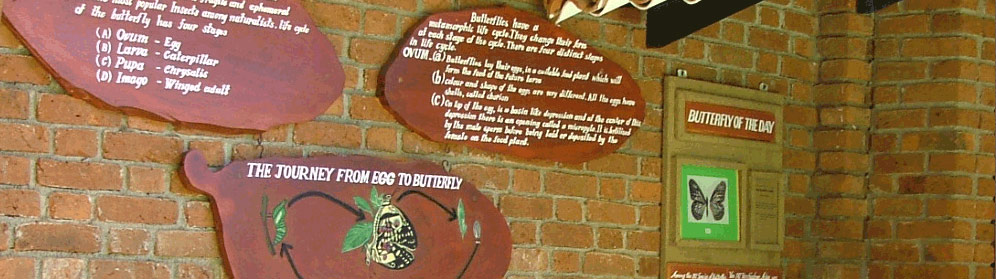 most popular Insects among naturalists. life cycle
of the butterfly has four stages
(A) Ovum - Egg
(B) Larva - Caterpillar
(C) Pupa - chrysalis
(D) Imago - Winged adult
Butterflies have a
metamorphic life cycle. They change their form
at each stage of the cycle. There are four distinct steps
in life cycle.
OVUM - (a) Butterflies lay their eggs, in a suitable food plant which will
form the food of the future larva
(b) colour and shape of the eggs are very different. All the eggs have
shells, called chorion
(c) On top of the egg, is a basin like depression and at the center of this
depression there is an opening called a micropyle. It is fertilized
by the male sperm before being laid or deposited by the
female on the food plant.
BUTTERFLY OF THE DAY
THE JOURNEY FROM EGG TO BUTTERFLY